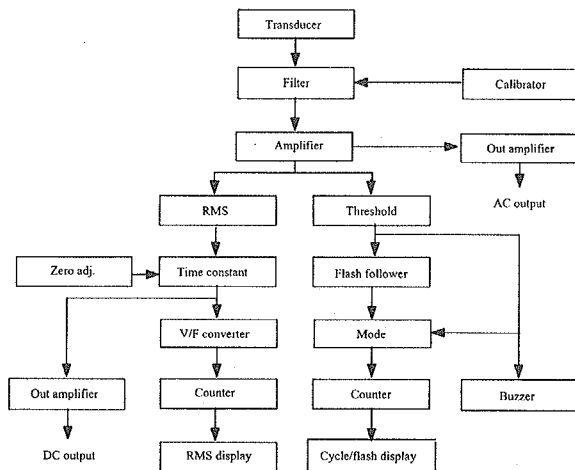 Transducer
Filter
Calibrator
Amplifier
Out amplifier
AC output
RMS
Threshold
Zero adj.
Time constant
Flash follower
V/F converter
Mode
Out amplifier
Counter
Counter
Buzzer
DC output
RMS display
Cycle/flash display